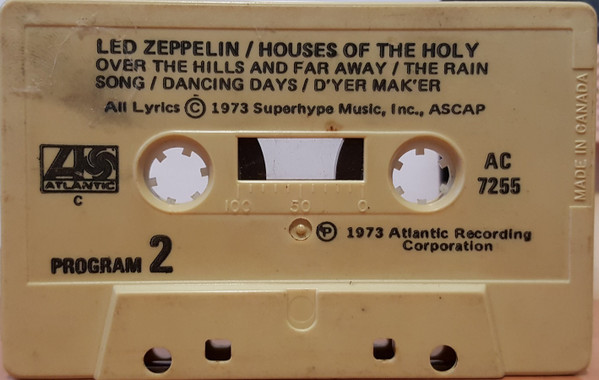 LED ZEPPELIN / HOUSES OF THE HOLY
OVER THE HILLS AND FAR AWAY / THE RAIN
SONG / DANCING DAYS / D'YER MAK'ER
All Lyrics © 1973 Superhype Music, Inc., ASCAP
ATLANTIC
C
AC
7255
MADE IN CANADA
100 50 0
℗ 1973 Atlantic Recording
Corporation
PROGRAM 2